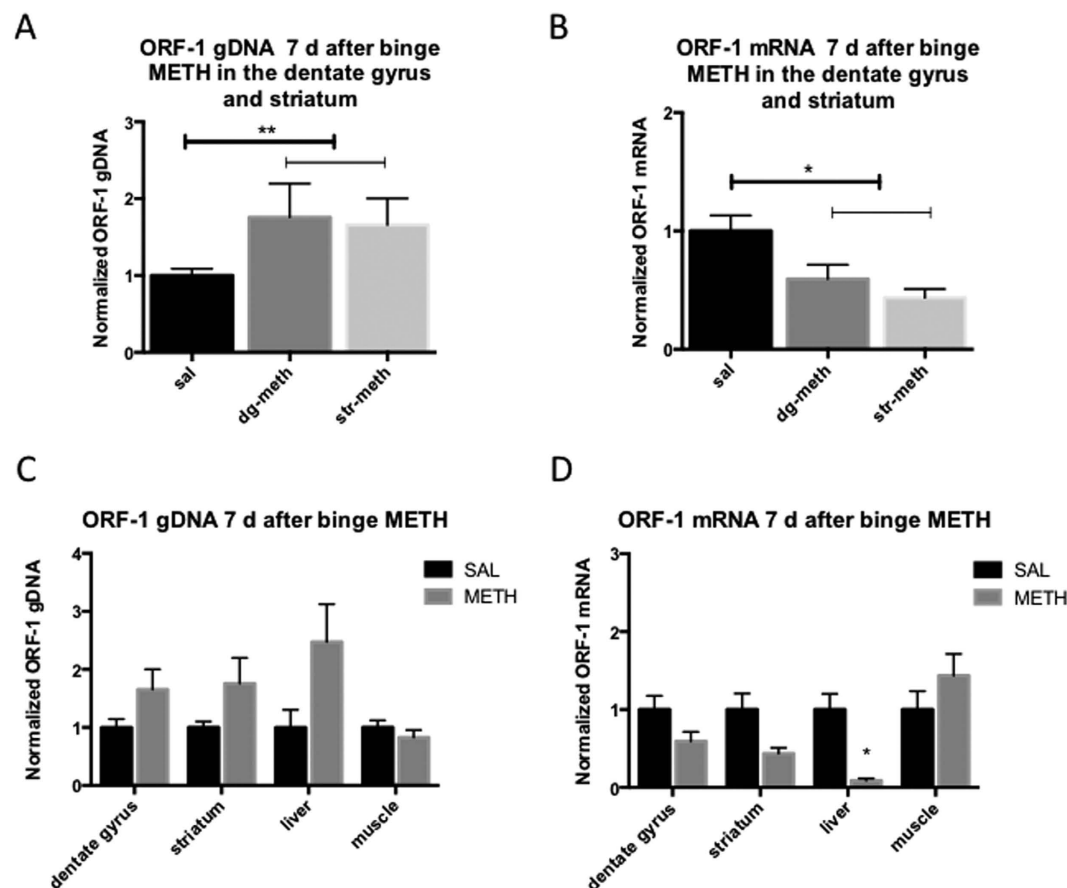 A
ORF-1 gDNA 7 d after binge
METH in the dentate gyrus
and striatum
Normalized ORF-1 gDNA
3
2
1
0
**
sal
dg-meth
str-meth
B
ORF-1 mRNA 7 d after binge
METH in the dentate gyrus
and striatum
Normalized ORF-1 mRNA
2
1
0
*
sal
dg-meth
str-meth
C
ORF-1 gDNA 7 d after binge METH
Normalized ORF-1 gDNA
4
3
2
1
0
SAL
METH
dentate gyrus
striatum
liver
muscle
D
ORF-1 mRNA 7 d after binge METH
Normalized ORF-1 mRNA
3
2
1
0
SAL
METH
*
dentate gyrus
striatum
liver
muscle